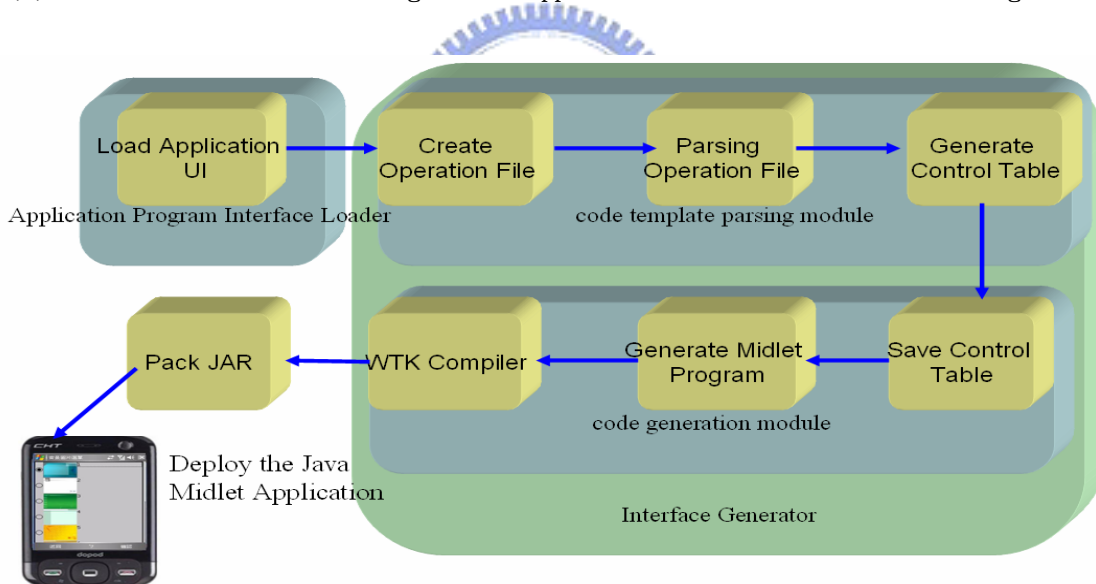 Load Application
UI
Application Program Interface Loader
Create
Operation File
Parsing
Operation File
Generate
Control Table
code template parsing module
Pack JAR
WTK Compiler
Generate Midlet
Program
Save Control
Table
code generation module
CHT
Deploy the Java
Midlet Application
Interface Generator
dopod